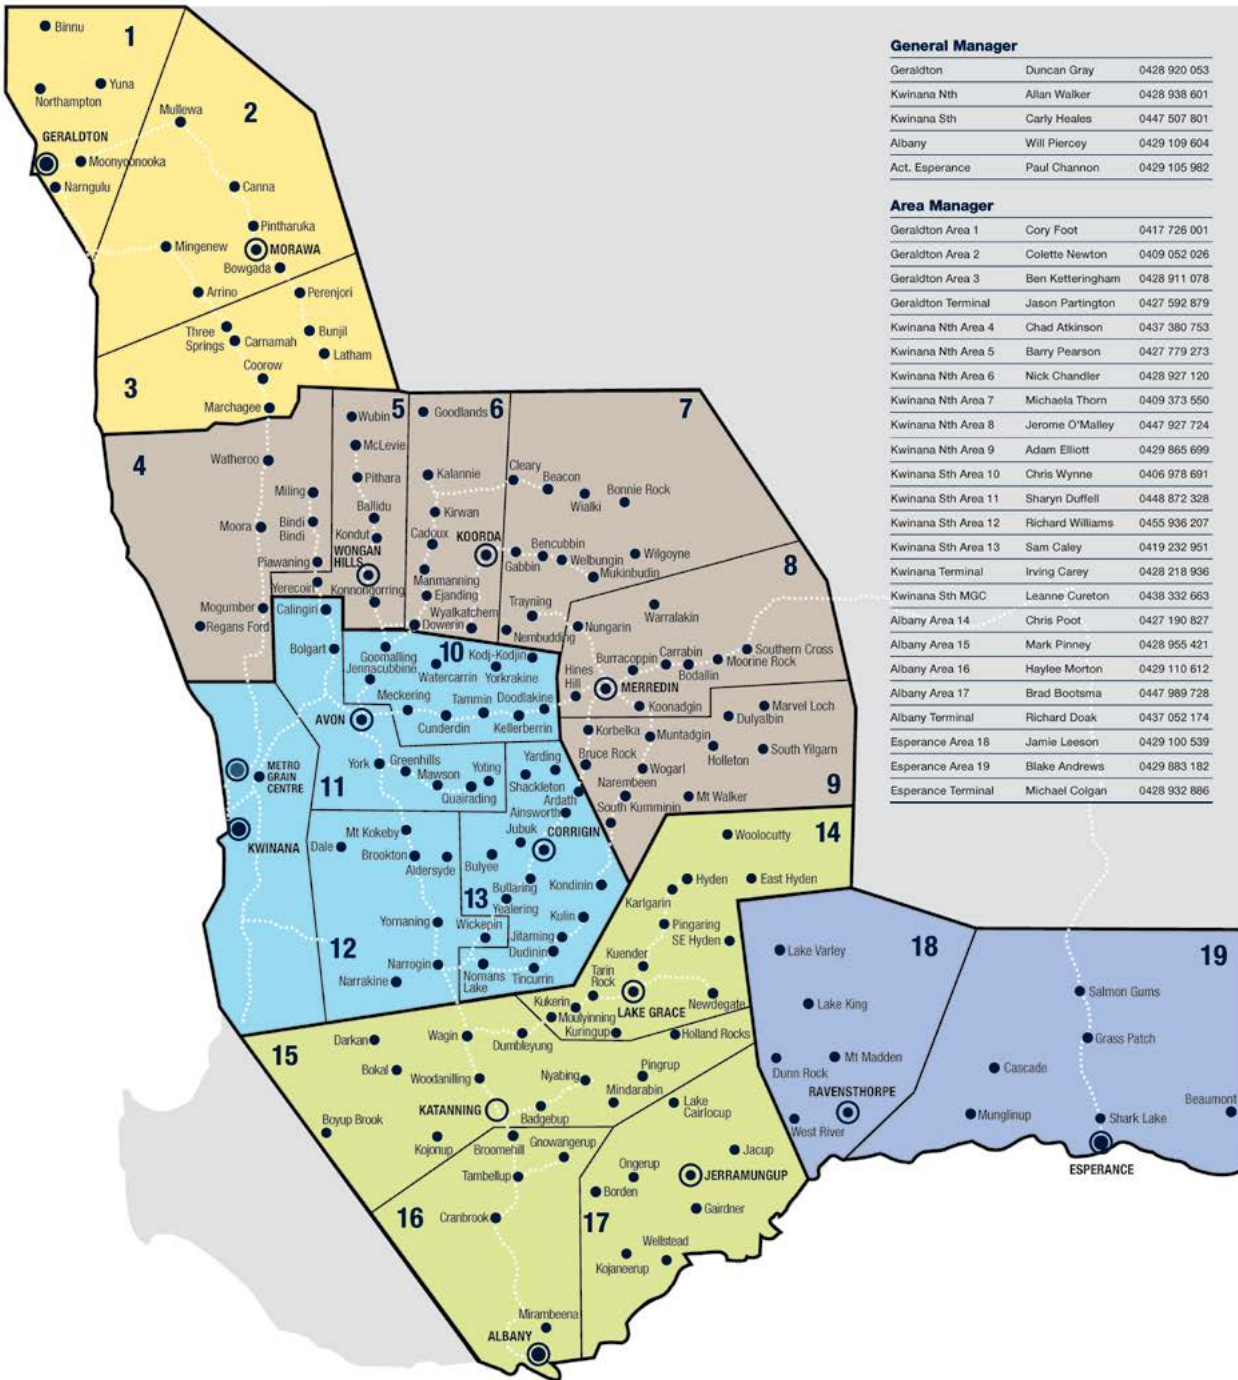 General Manager
Geraldton Duncan Gray 0428 920 053
Kwinana Nth Allan Walker 0428 938 601
Kwinana Sth Carly Heales 0447 507 801
Albany Will Piercey 0429 109 604
Act. Esperance Paul Channon 0429 105 982
Area Manager
Geraldton Area 1 Cory Foot 0417 726 001
Geraldton Area 2 Colette Newton 0409 052 026
Geraldton Area 3 Ben Ketteringham 0428 911 078
Geraldton Terminal Jason Partington 0427 592 879
Kwinana Nth Area 4 Chad Atkinson 0437 380 753
Kwinana Nth Area 5 Barry Pearson 0427 779 273
Kwinana Nth Area 6 Nick Chandler 0428 927 120
Kwinana Nth Area 7 Michaela Thorn 0409 373 550
Kwinana Nth Area 8 Jerome O'Malley 0447 927 724
Kwinana Nth Area 9 Adam Elliott 0429 865 699
Kwinana Sth Area 10 Chris Wynne 0406 978 691
Kwinana Sth Area 11 Sharyn Duffell 0448 872 328
Kwinana Sth Area 12 Richard Williams 0455 936 207
Kwinana Sth Area 13 Sam Caley 0419 232 951
Kwinana Terminal Irving Carey 0428 218 936
Kwinana Sth MGC Leanne Cureton 0438 332 663
Albany Area 14 Chris Poot 0427 190 827
Albany Area 15 Mark Pinney 0428 955 421
Albany Area 16 Haylee Morton 0429 110 612
Albany Area 17 Brad Bootsma 0447 989 728
Albany Terminal Richard Doak 0437 052 174
Esperance Area 18 Jamie Leeson 0429 100 539
Esperance Area 19 Blake Andrews 0429 883 182
Esperance Terminal Michael Colgan 0428 932 886
1
Binnu
Yuna
Northampton
GERALDTON
Moonyoonooka
Narngulu
2
Mullewa
Canna
Pintharuka
MORAWA
Mingenew
Bowgada
Arrino
3
Perenjori
Three
Springs
Carnamah
Bunjil
Latham
Coorow
Marchagee
4
Watheroo
Miling
Moora
Bindi
Bindi
Piawaning
Yerecoin
Mogumber
Regans Ford
5
Wubin
McLevie
Pithara
Ballidu
Kondut
WONGAN
HILLS
Konnongorring
6
Goodlands
Kalannie
Kirwan
Cadoux
KOORDA
Manmanning
Ejanding
Wyalkatchem
Dowerin
7
Cleary
Beacon
Bonnie Rock
Wialki
Bencubbin
Gabbin
Welbungin
Wilgoyne
Mukinbudin
Trayning
Nembudding
8
Warralakin
Nungarin
Southern Cross
Burracoppin
Carrabin
Moorine Rock
Bodallin
Hines
Hill
MERREDIN
Koonadgin
9
Marvel Loch
Dulyalbin
Korbelka
Muntadgin
Holleton
South Yilgarn
Bruce Rock
Wogarl
Narembeen
Mt Walker
South Kumminin
10
Goomalling
Jennacubbine
Watercarrin
Kodj-Kodjin
Yorkrakine
Meckering
Tammin
Doodlakine
Cunderdin
Kellerberrin
11
Calingiri
Bolgart
AVON
METRO
GRAIN
CENTRE
KWINANA
York
Greenhills
Mawson
Yoting
Quairading
12
Mt Kokeby
Dale
Brookton
Aldersyde
Yornaning
Narrogin
Narrakine
Wickepin
13
Yarding
Shackleton
Ardath
Ainsworth
Jubuk
CORRIGIN
Bulyee
Bullaring
Yealering
Kondinin
Kulin
Jitarning
Dudinin
Nomans
Lake
Tincurrin
14
Woolocutty
Hyden
East Hyden
Karlgarin
Pingaring
SE Hyden
Kuender
Tarin
Rock
LAKE GRACE
Newdegate
Kukerin
Moulyinning
Kuringup
Holland Rocks
15
Darkan
Wagin
Dumbleyung
Bokal
Woodanilling
Nyabing
Pingrup
Mindarabin
KATANNING
Badgebup
Boyup Brook
Kojonup
16
Broomehill
Gnowangerup
Tambellup
Cranbrook
Mirambeena
ALBANY
17
Lake
Cairlocup
Jacup
Ongerup
JERRAMUNGUP
Borden
Gairdner
Wellstead
Kojaneerup
18
Lake Varley
Lake King
Mt Madden
Dunn Rock
RAVENSTHORPE
West River
19
Salmon Gums
Grass Patch
Cascade
Munglinup
Shark Lake
Beaumont
ESPERANCE